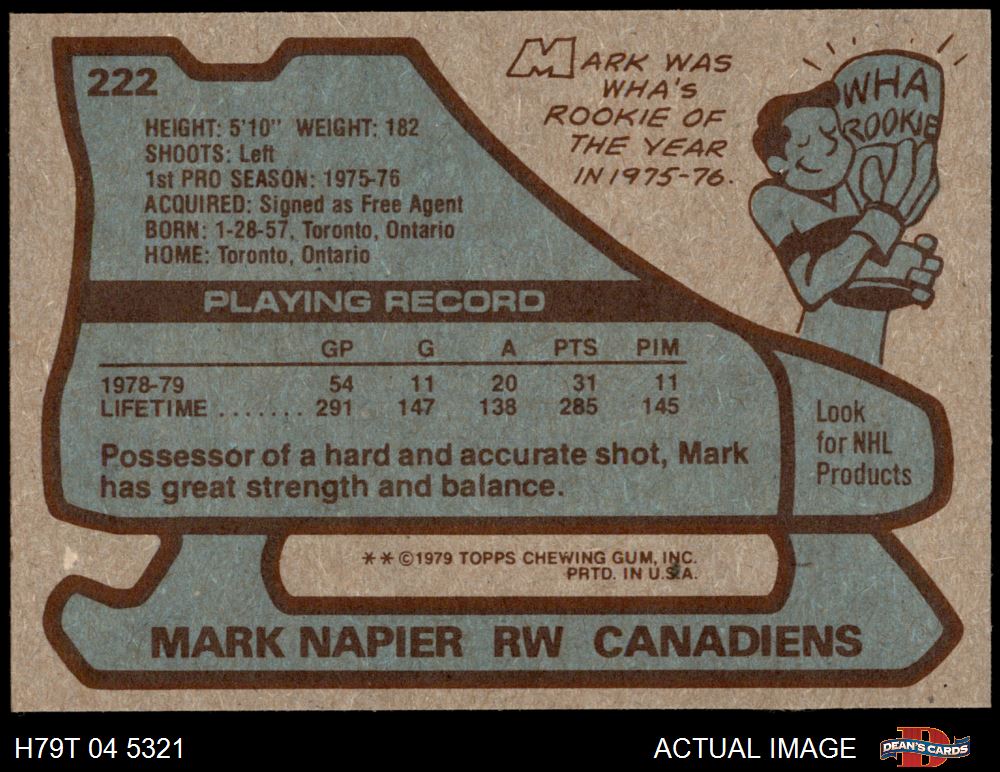 222
HEIGHT: 5'10" WEIGHT: 182
SHOOTS: Left
1st PRO SEASON: 1975-76
ACQUIRED: Signed as Free Agent
BORN: 1-28-57, Toronto, Ontario
HOME: Toronto, Ontario
MARK WAS
WHA'S
ROOKIE OF
THE YEAR
IN 1975-76.
WHA
ROOKIE
PLAYING RECORD
GP G A PTS PIM
1978-79 54 11 20 31 11
LIFETIME ....... 291 147 138 285 145
Possessor of a hard and accurate shot, Mark
has great strength and balance.
Look
for NHL
Products
**©1979 TOPPS CHEWING GUM, INC.
PRTD. IN U.S.A.
MARK NAPIER RW CANADIENS
H79T 04 5321
ACTUAL IMAGE
D
DEAN'S CARDS